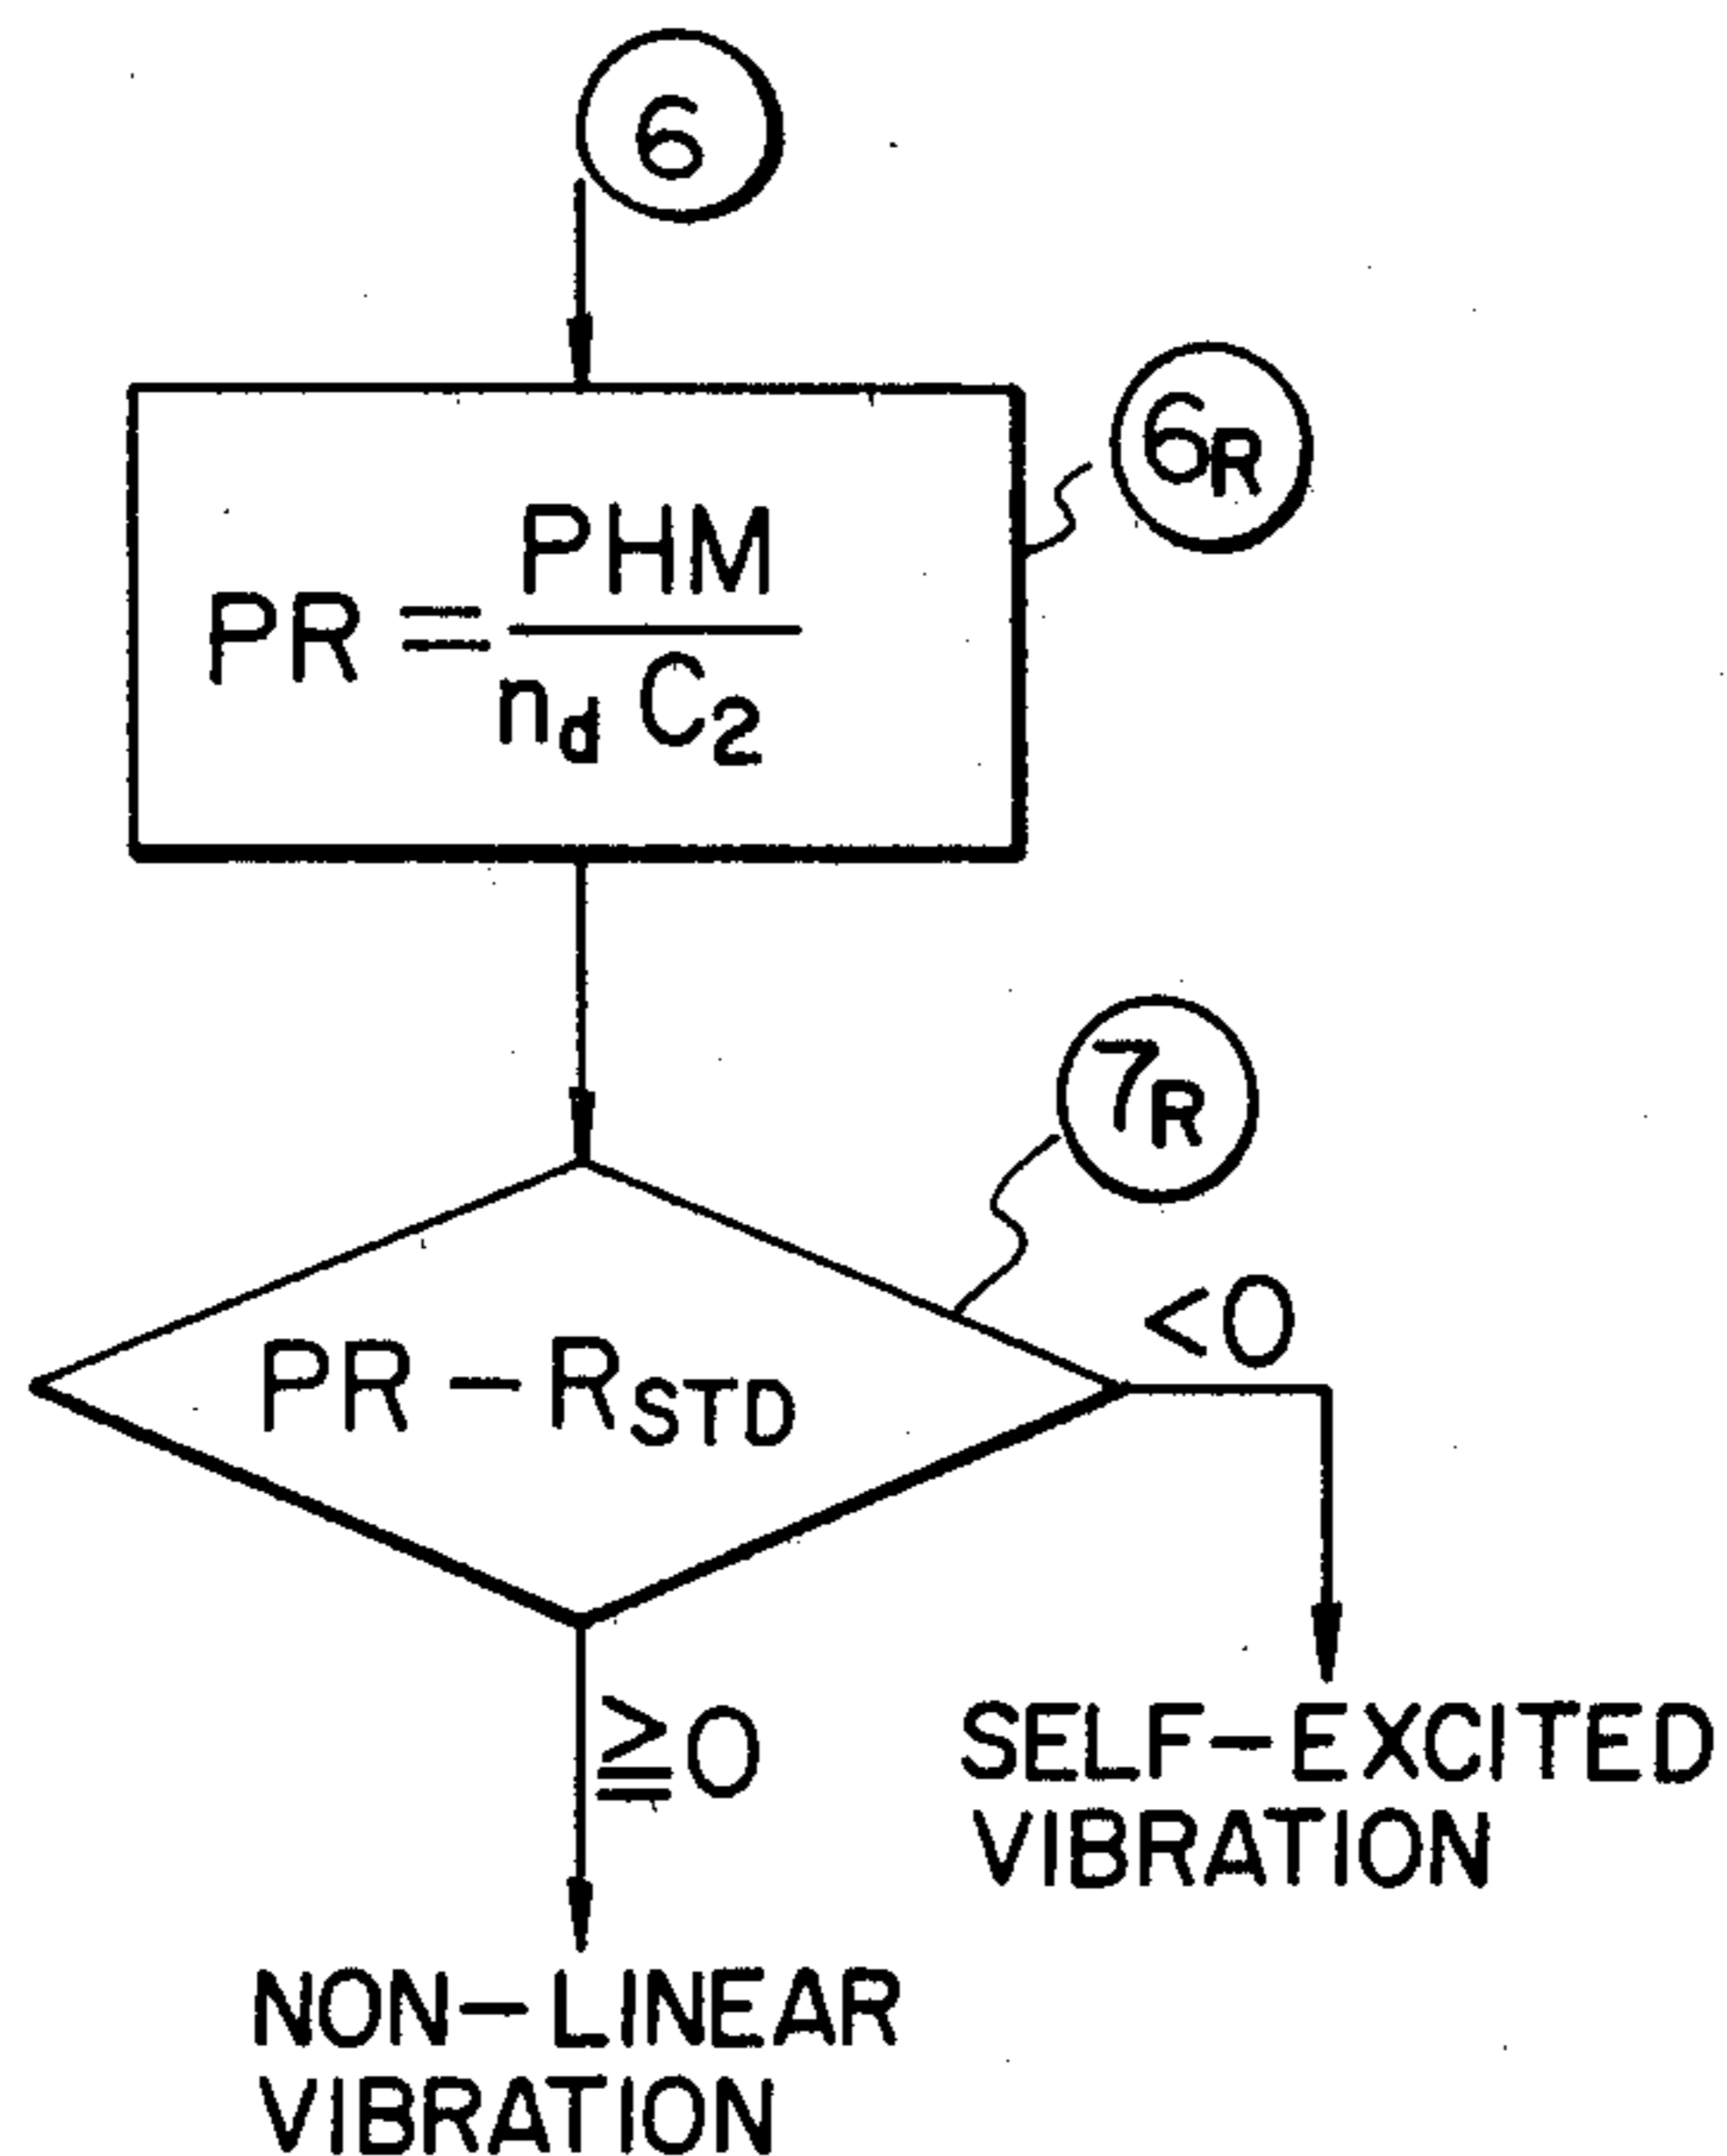 6
6R
PR = PHM / nd C2
7R
PR - RSTD
<0
≧0
SELF-EXCITED
VIBRATION
NON-LINEAR
VIBRATION